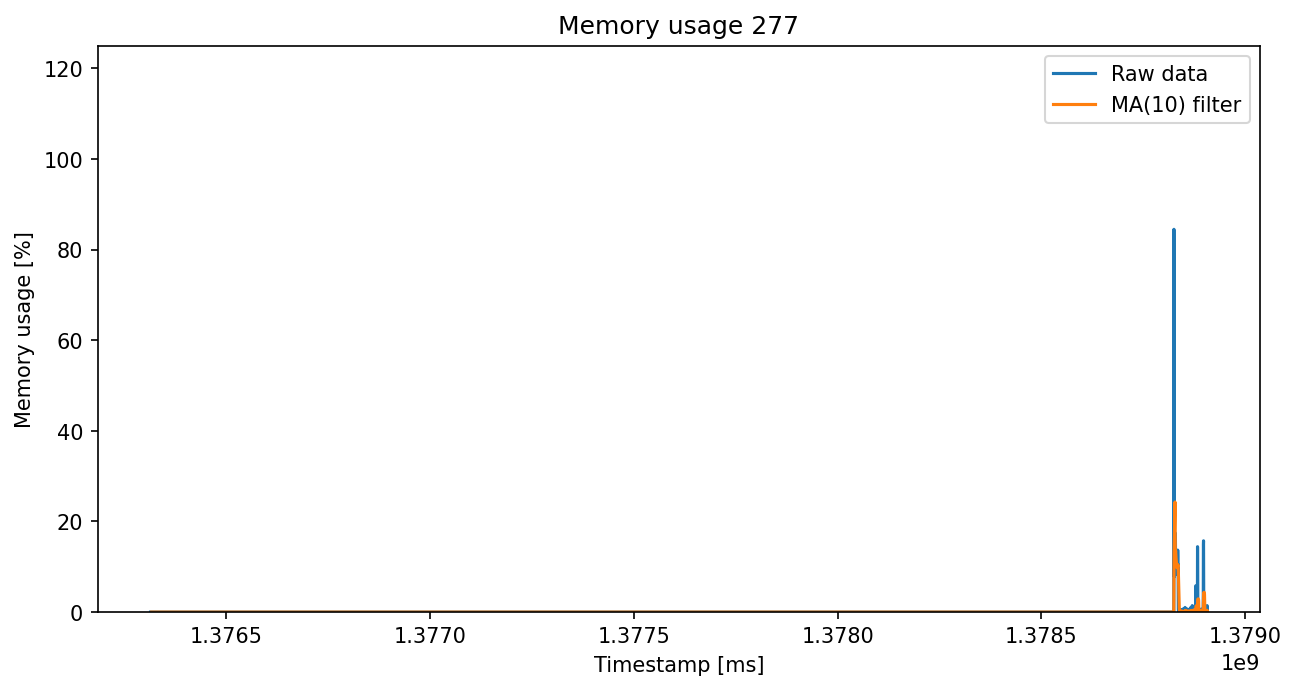 Memory usage 277
Raw data
MA(10) filter
Memory usage [%]
120
100
80
60
40
20
0
1.3765 1.3770 1.3775 1.3780 1.3785 1.3790
1e9
Timestamp [ms]